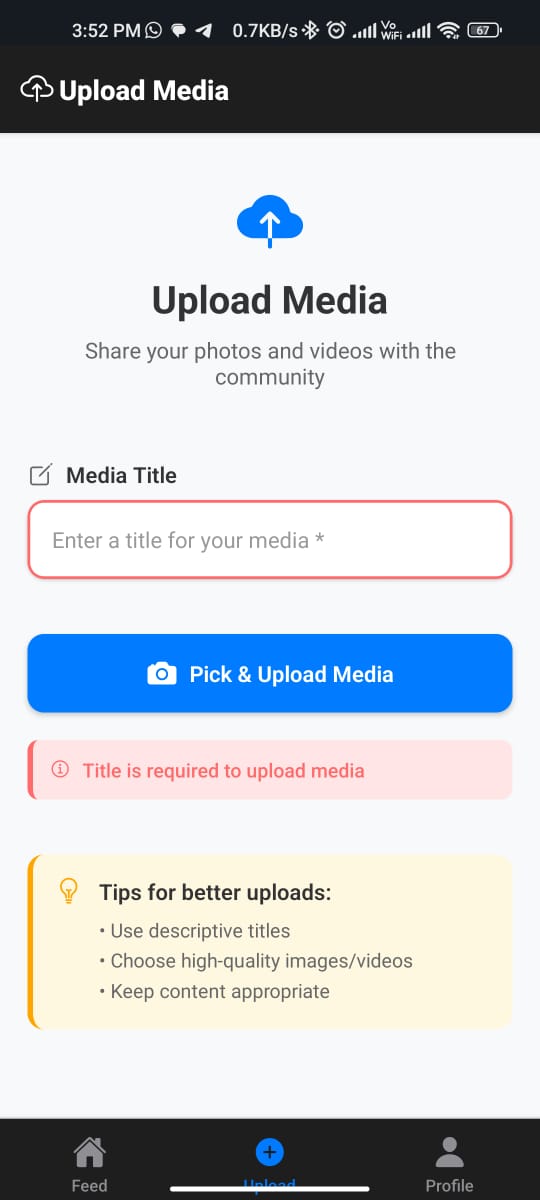 3:52 PM 0.7KB/s Vo WiFi 67
Upload Media
Upload Media
Share your photos and videos with the
community
Media Title
Enter a title for your media *
Pick & Upload Media
Title is required to upload media
Tips for better uploads:
• Use descriptive titles
• Choose high-quality images/videos
• Keep content appropriate
Feed Upload Profile